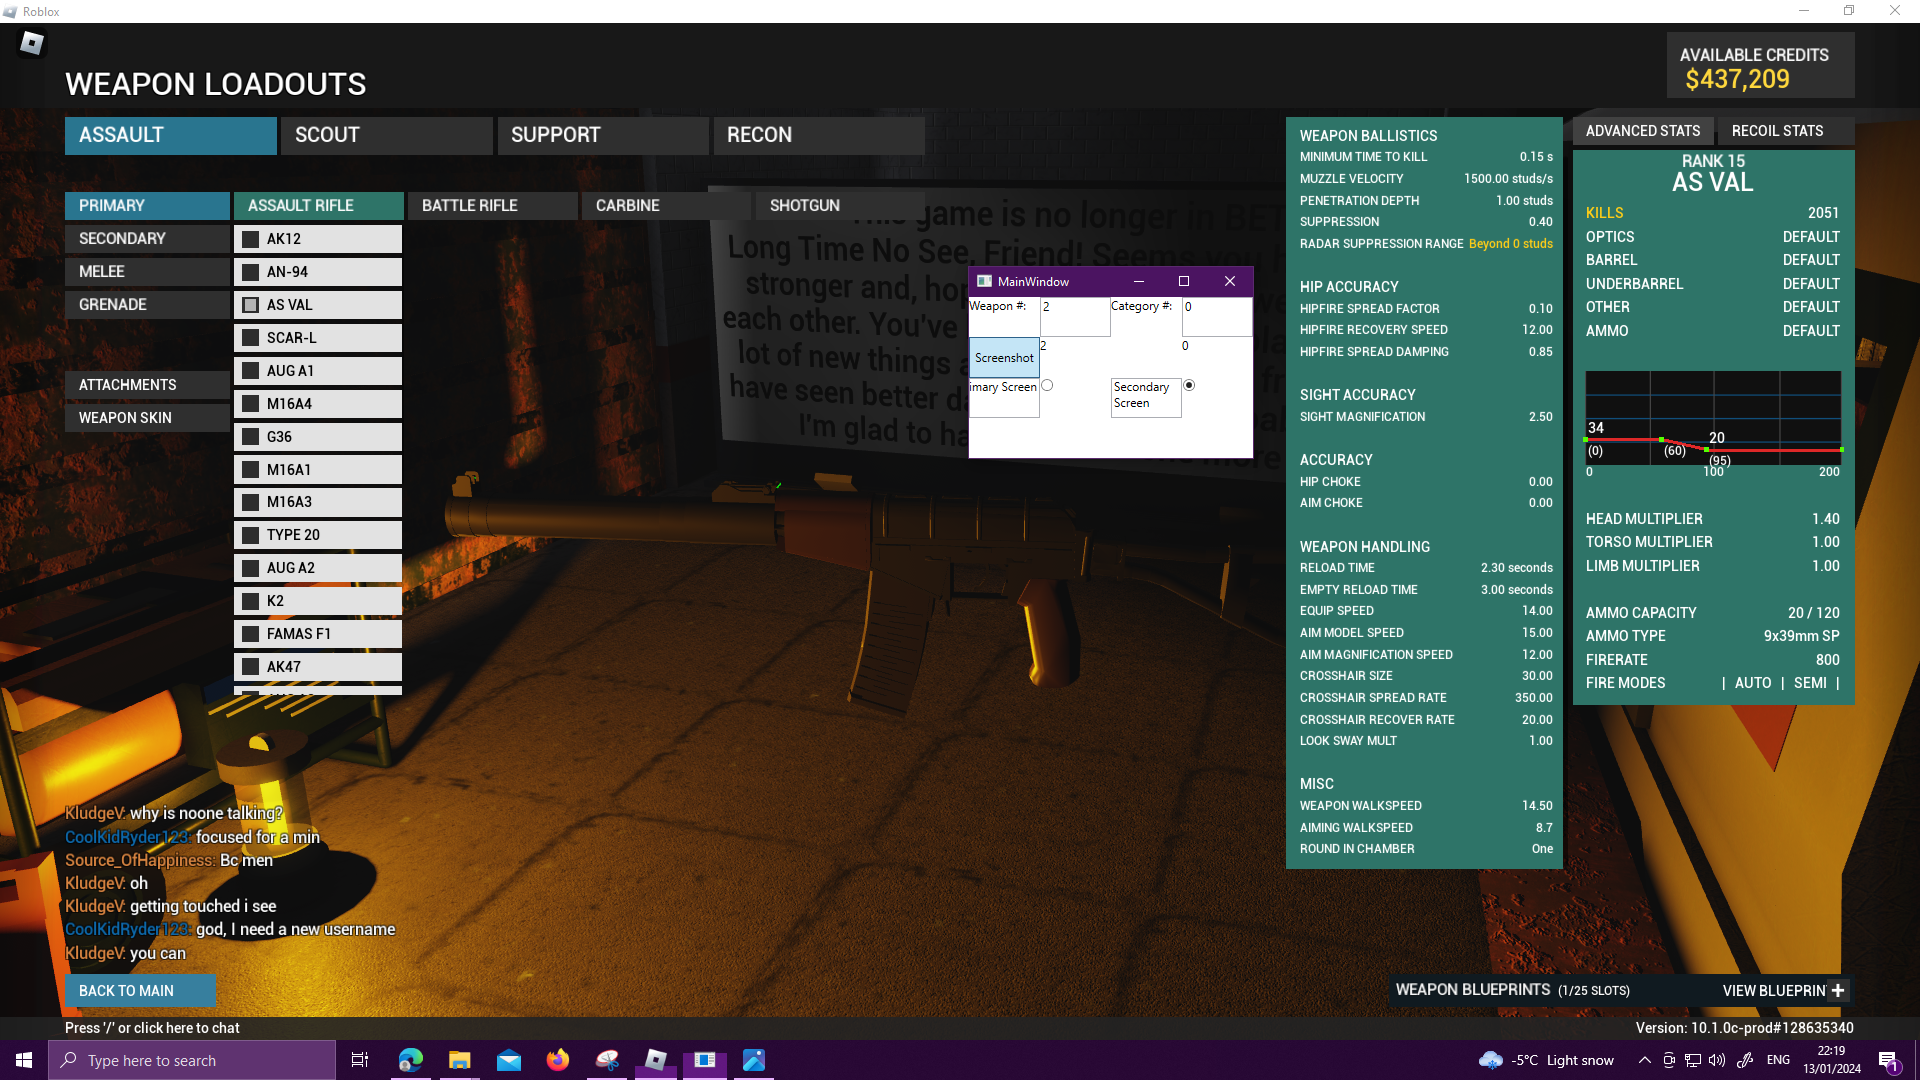 Roblox
WEAPON LOADOUTS
AVAILABLE CREDITS
$437,209
ASSAULT
SCOUT
SUPPORT
RECON
PRIMARY
SECONDARY
MELEE
GRENADE
ATTACHMENTS
WEAPON SKIN
ASSAULT RIFLE
BATTLE RIFLE
CARBINE
SHOTGUN
AK12
AN-94
AS VAL
SCAR-L
AUG A1
M16A4
G36
M16A1
M16A3
TYPE 20
AUG A2
K2
FAMAS F1
AK47
game is no longer in BET
Long Time No See, Friend! Seems you
stronger and, ho
each other. You've
lot of new things a
have seen better da
I'm glad to ha
more
MainWindow
Weapon #: 2 Category #: 0
2 0
Screenshot
imary Screen
Secondary
Screen
WEAPON BALLISTICS
MINIMUM TIME TO KILL 0.15 s
MUZZLE VELOCITY 1500.00 studs/s
PENETRATION DEPTH 1.00 studs
SUPPRESSION 0.40
RADAR SUPPRESSION RANGE Beyond 0 studs
HIP ACCURACY
HIPFIRE SPREAD FACTOR 0.10
HIPFIRE RECOVERY SPEED 12.00
HIPFIRE SPREAD DAMPING 0.85
SIGHT ACCURACY
SIGHT MAGNIFICATION 2.50
ACCURACY
HIP CHOKE 0.00
AIM CHOKE 0.00
WEAPON HANDLING
RELOAD TIME 2.30 seconds
EMPTY RELOAD TIME 3.00 seconds
EQUIP SPEED 14.00
AIM MODEL SPEED 15.00
AIM MAGNIFICATION SPEED 12.00
CROSSHAIR SIZE 30.00
CROSSHAIR SPREAD RATE 350.00
CROSSHAIR RECOVER RATE 20.00
LOOK SWAY MULT 1.00
MISC
WEAPON WALKSPEED 14.50
AIMING WALKSPEED 8.7
ROUND IN CHAMBER One
ADVANCED STATS
RECOIL STATS
RANK 15
AS VAL
KILLS 2051
OPTICS DEFAULT
BARREL DEFAULT
UNDERBARREL DEFAULT
OTHER DEFAULT
AMMO DEFAULT
34
(0)
(60)
20
(95)
0 100 200
HEAD MULTIPLIER 1.40
TORSO MULTIPLIER 1.00
LIMB MULTIPLIER 1.00
AMMO CAPACITY 20 / 120
AMMO TYPE 9x39mm SP
FIRERATE 800
FIRE MODES | AUTO | SEMI |
KludgeV: why is noone talking?
CoolKidRyder123: focused for a min
Source_OfHappiness: Bc men
KludgeV: oh
KludgeV: getting touched i see
CoolKidRyder123: god, I need a new username
KludgeV: you can
BACK TO MAIN
Press '/' or click here to chat
WEAPON BLUEPRINTS (1/25 SLOTS)
VIEW BLUEPRIN +
Version: 10.1.0c-prod#128635340
Type here to search
-5°C Light snow
ENG
22:19
13/01/2024
1